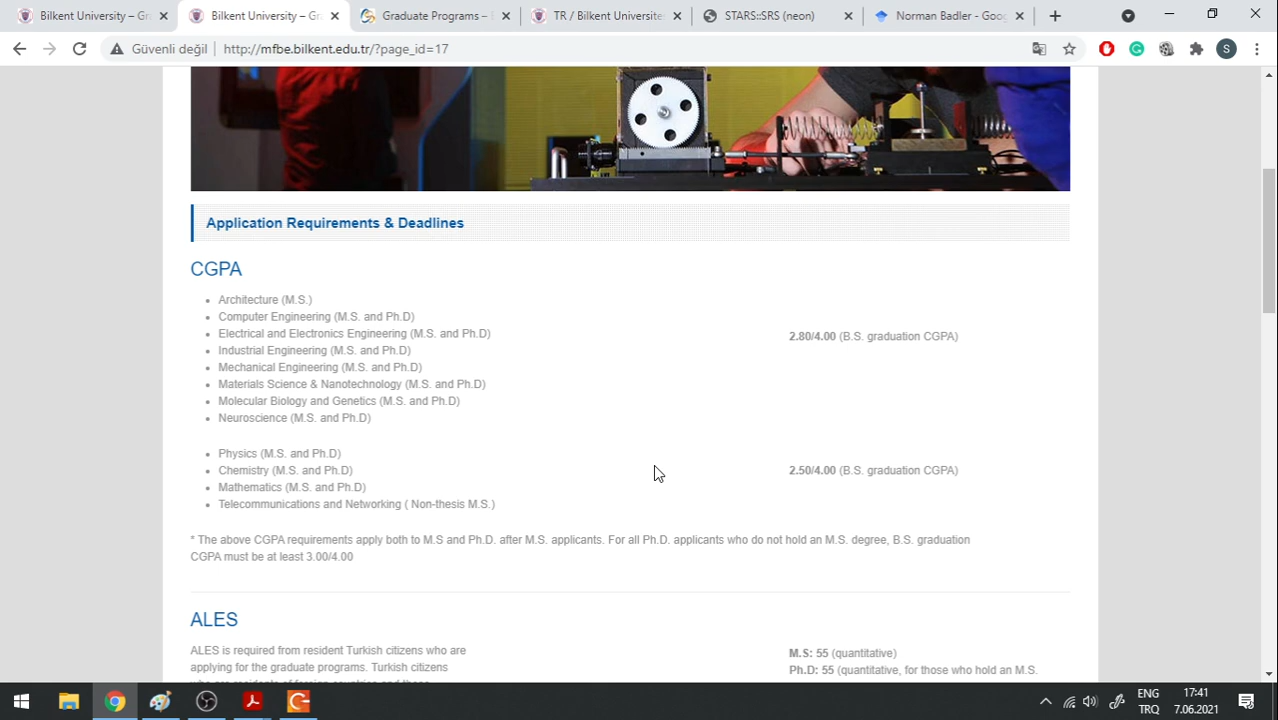 Bilkent University – Gra
Bilkent University – Gra
Graduate Programs – B
TR / Bilkent Üniversites
STARS::SRS (neon)
Norman Badler - Goog
Güvenli değil
http://mfbe.bilkent.edu.tr/?page_id=17
S
Application Requirements & Deadlines
CGPA
• Architecture (M.S.)
• Computer Engineering (M.S. and Ph.D)
• Electrical and Electronics Engineering (M.S. and Ph.D)
2.80/4.00 (B.S. graduation CGPA)
• Industrial Engineering (M.S. and Ph.D)
• Mechanical Engineering (M.S. and Ph.D)
• Materials Science & Nanotechnology (M.S. and Ph.D)
• Molecular Biology and Genetics (M.S. and Ph.D)
• Neuroscience (M.S. and Ph.D)
• Physics (M.S. and Ph.D)
• Chemistry (M.S. and Ph.D)
2.50/4.00 (B.S. graduation CGPA)
• Mathematics (M.S. and Ph.D)
• Telecommunications and Networking ( Non-thesis M.S.)
* The above CGPA requirements apply both to M.S and Ph.D. after M.S. applicants. For all Ph.D. applicants who do not hold an M.S. degree, B.S. graduation
CGPA must be at least 3.00/4.00
ALES
ALES is required from resident Turkish citizens who are
applying for the graduate programs. Turkish citizens
M.S: 55 (quantitative)
Ph.D: 55 (quantitative, for those who hold an M.S.
ENG
TRQ
17:41
7.06.2021